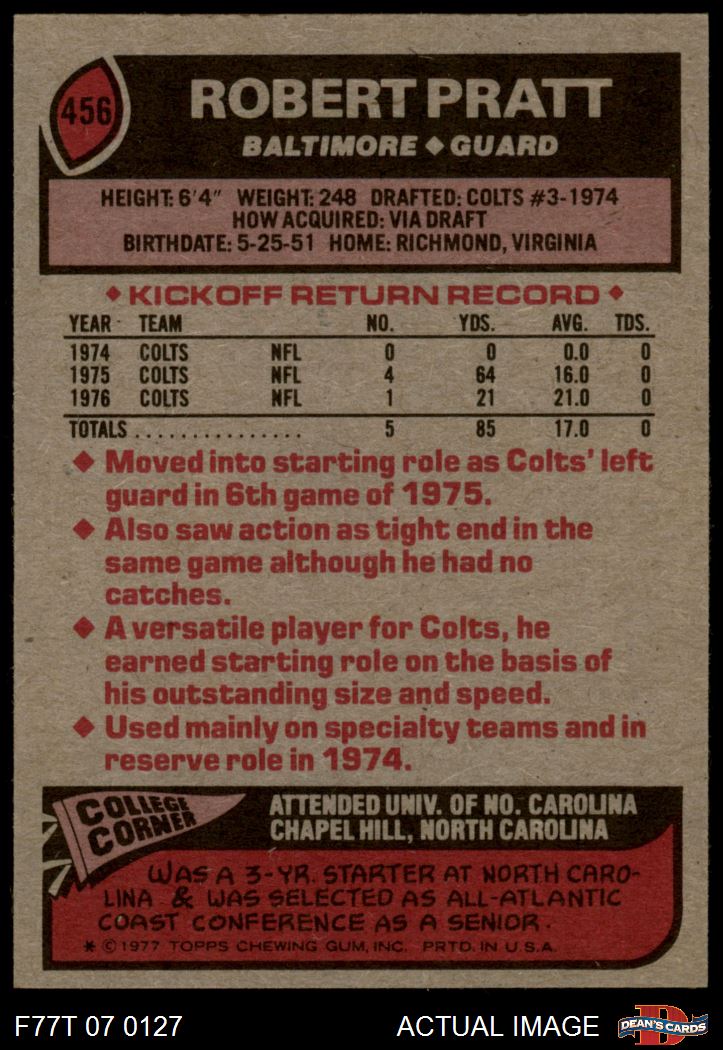 456
ROBERT PRATT
BALTIMORE ◆ GUARD
HEIGHT: 6'4" WEIGHT: 248 DRAFTED: COLTS #3-1974
HOW ACQUIRED: VIA DRAFT
BIRTHDATE: 5-25-51 HOME: RICHMOND, VIRGINIA
◆ KICKOFF RETURN RECORD ◆
YEAR TEAM NO. YDS. AVG. TDS.
1974 COLTS NFL 0 0 0.0 0
1975 COLTS NFL 4 64 16.0 0
1976 COLTS NFL 1 21 21.0 0
TOTALS ............... 5 85 17.0 0
◆ Moved into starting role as Colts' left
guard in 6th game of 1975.
◆ Also saw action as tight end in the
same game although he had no
catches.
◆ A versatile player for Colts, he
earned starting role on the basis of
his outstanding size and speed.
◆ Used mainly on specialty teams and in
reserve role in 1974.
COLLEGE
CORNER
ATTENDED UNIV. OF NO. CAROLINA
CHAPEL HILL, NORTH CAROLINA
WAS A 3-YR. STARTER AT NORTH CARO-
LINA & WAS SELECTED AS ALL-ATLANTIC
COAST CONFERENCE AS A SENIOR.
* © 1977 TOPPS CHEWING GUM, INC. PRTD. IN U.S.A.
F77T 07 0127
ACTUAL IMAGE
D
DEAN'S CARDS